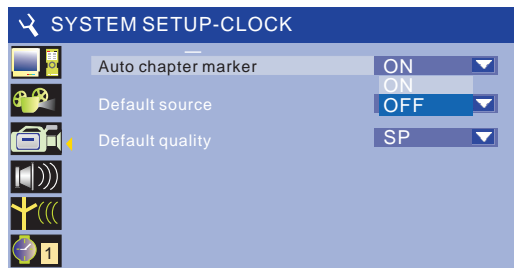 SYSTEM SETUP-CLOCK
Auto chapter marker ON
ON
Default source OFF
Default quality SP
1